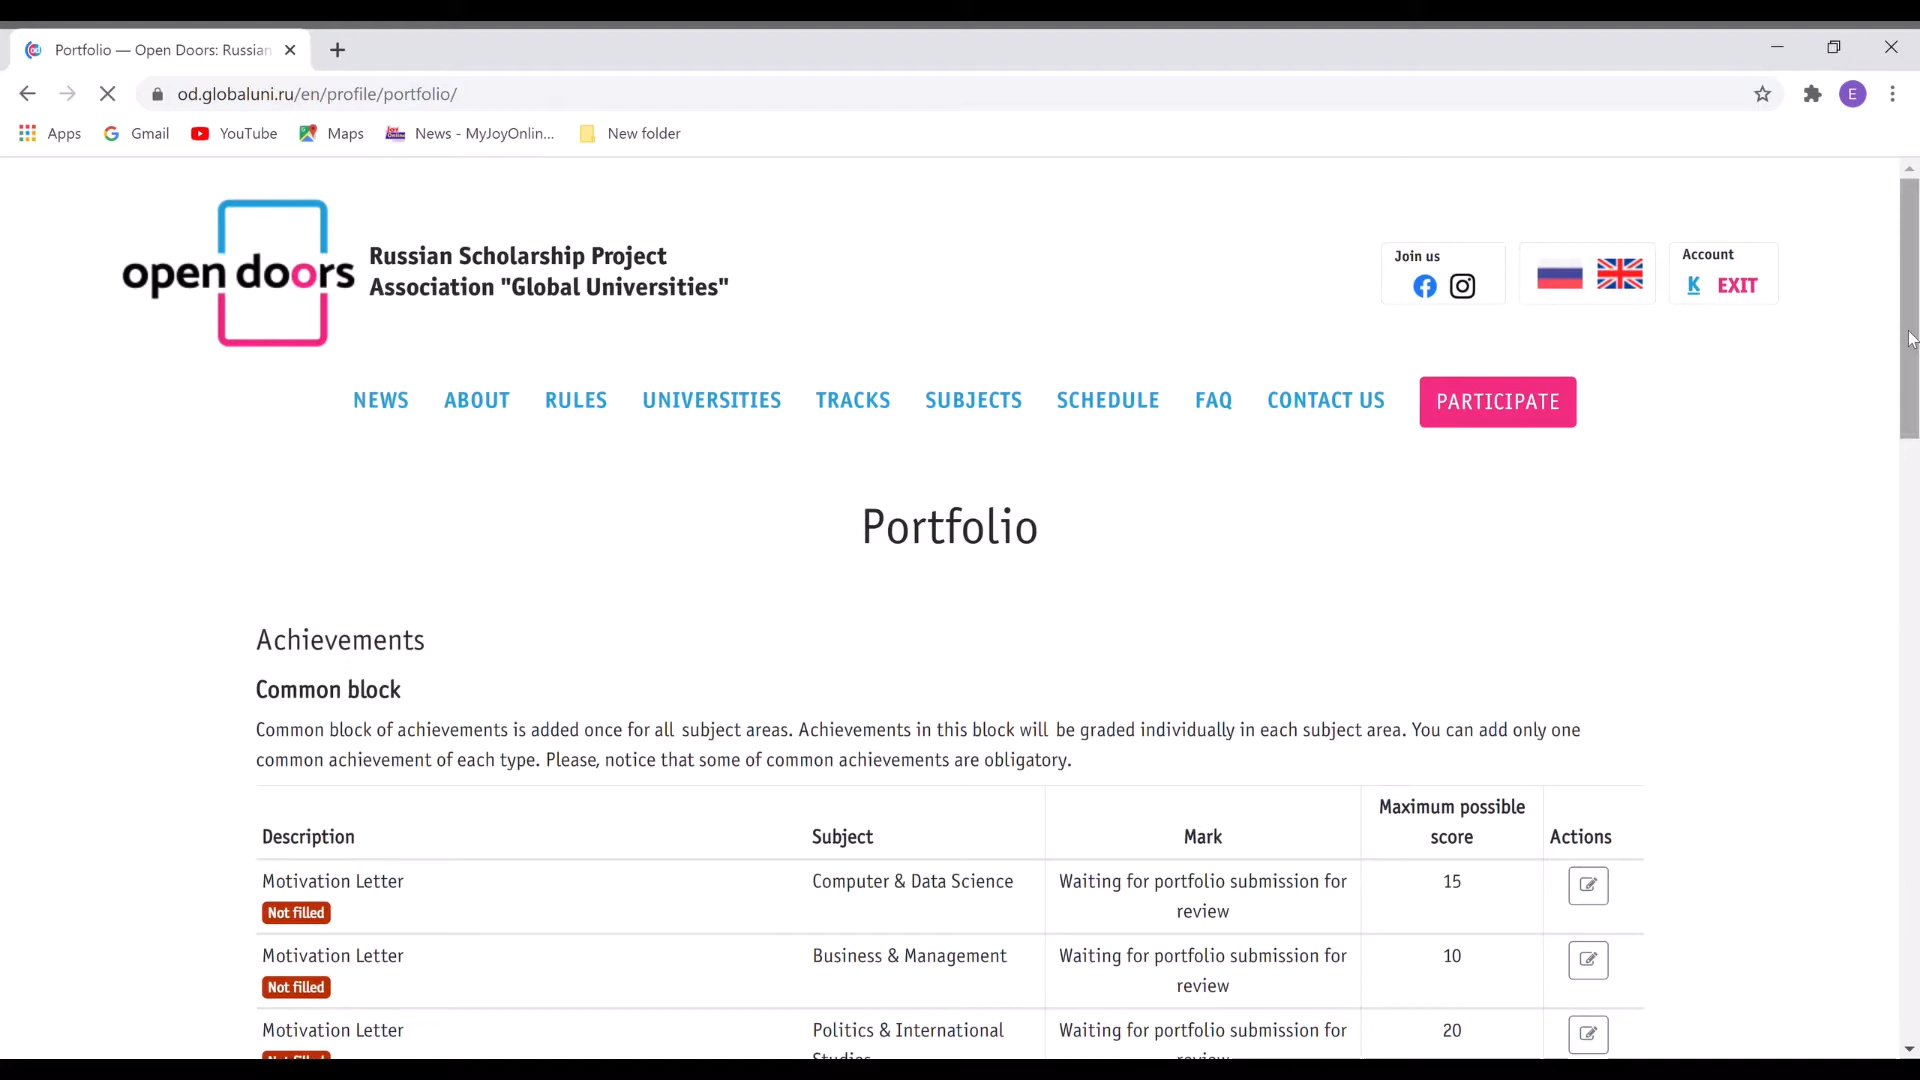 Portfolio — Open Doors: Russian
od.globaluni.ru/en/profile/portfolio/
E
Apps
Gmail
YouTube
Maps
News - MyJoyOnlin...
New folder
open doors
Russian Scholarship Project
Association "Global Universities"
Join us
Account
K EXIT
NEWS ABOUT RULES UNIVERSITIES TRACKS SUBJECTS SCHEDULE FAQ CONTACT US PARTICIPATE
Portfolio
Achievements
Common block
Common block of achievements is added once for all subject areas. Achievements in this block will be graded individually in each subject area. You can add only one
common achievement of each type. Please, notice that some of common achievements are obligatory.
Description Subject Mark Maximum possible score Actions
Motivation Letter Computer & Data Science Waiting for portfolio submission for review 15
Not filled
Motivation Letter Business & Management Waiting for portfolio submission for review 10
Not filled
Motivation Letter Politics & International Studies Waiting for portfolio submission for review 20
Not filled